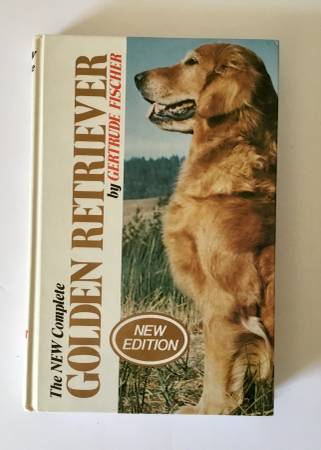 The NEW Complete
GOLDEN RETRIEVER
by GERTRUDE FISCHER
NEW
EDITION